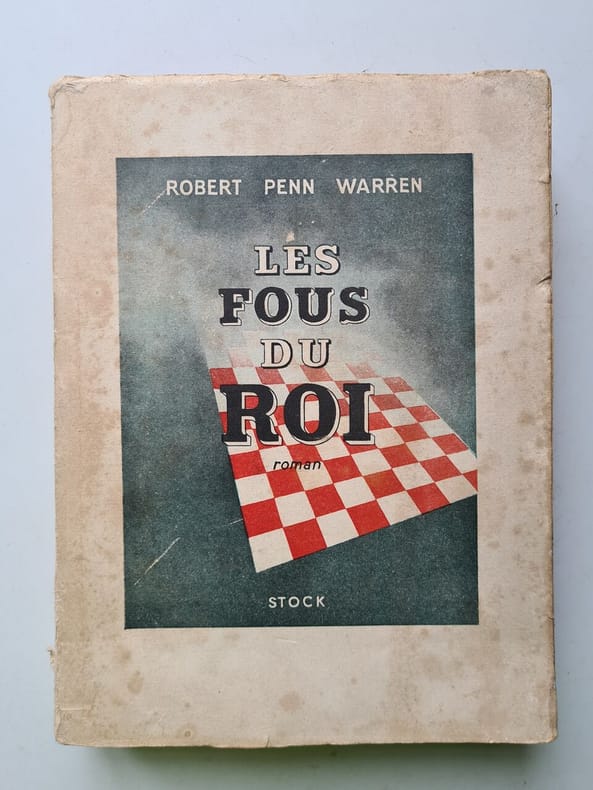 ROBERT PENN WARREN
LES
FOUS
DU
ROI
roman
STOCK